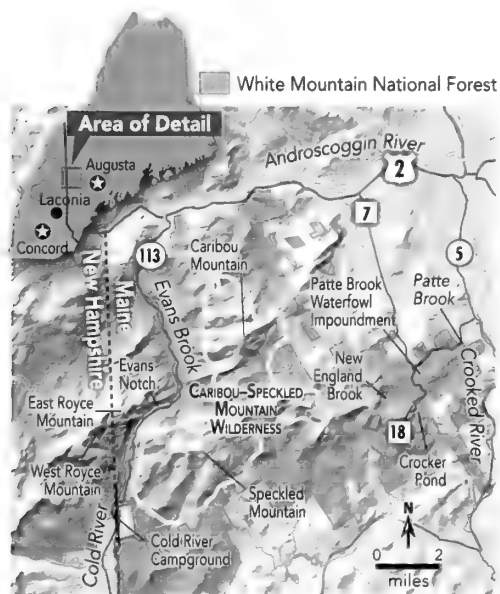 White Mountain National Forest
Area of Detail
Augusta
Laconia
Concord
Androscoggin River
2
7
113
5
Caribou
Mountain
New Hampshire
Maine
Evans Brook
Patte Brook
Waterfowl
Impoundment
Patte
Brook
Evans
Notch
New
England
Brook
Crooked River
East Royce
Mountain
CARIBOU–SPECKLED
MOUNTAIN
WILDERNESS
18
West Royce
Mountain
Crocker
Pond
Speckled
Mountain
Cold River
Cold River
Campground
N
0 2
miles